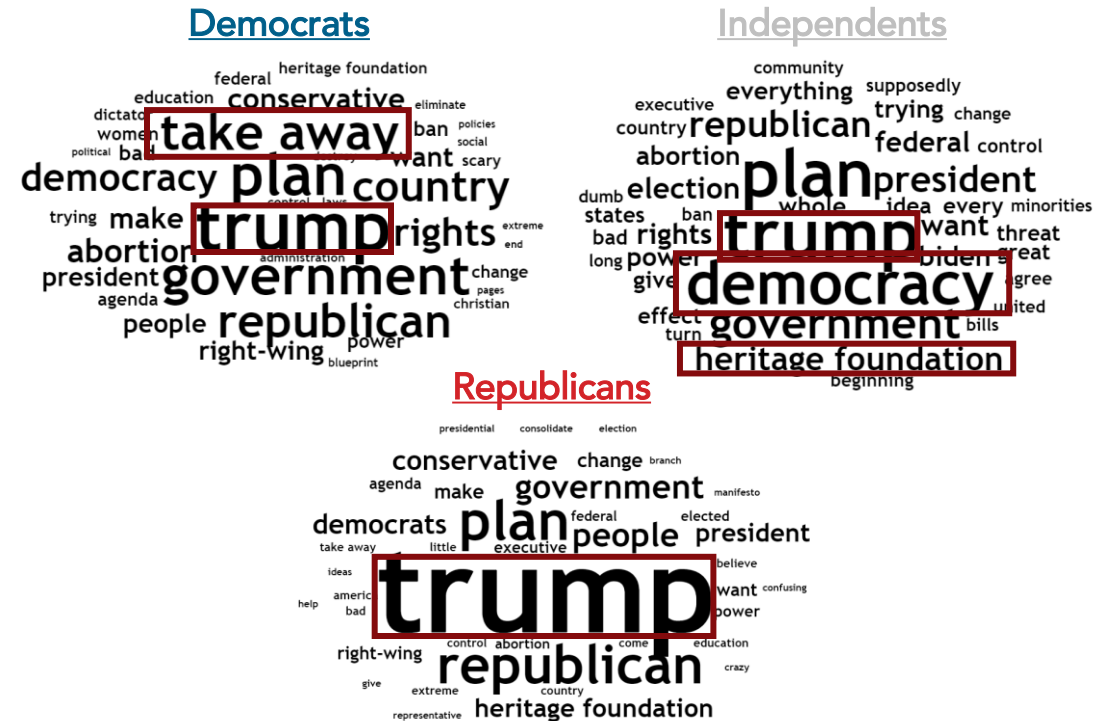 Democrats
heritage foundation
federal
education conservative eliminate
women take away ban policies
social
political want scary
democracy plan country
control laws
trying make trump rights extreme
end
abortion administration
president government change
agenda pages
christian
people republican
right-wing power
blueprint
Independents
community
everything supposedly
executive trying change
country republican federal control
abortion
election plan president
dumb whole idea every minorities
states ban
bad rights trump want threat
long power biden great
give democracy agree
united
effect government bills
turn
heritage foundation
beginning
Republicans
presidential consolidate election
conservative change branch
agenda make government manifesto
democrats plan federal people elected president
take away little executive
ideas believe
help trump want confusing
bad power
control abortion come education
right-wing republican crazy
give extreme country
representative heritage foundation